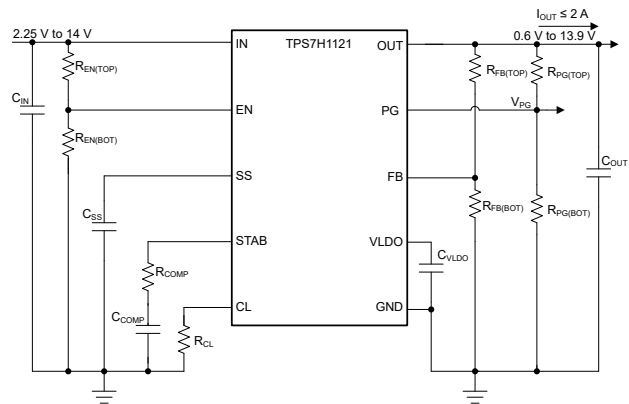 I_OUT ≤ 2 A
2.25 V to 14 V
0.6 V to 13.9 V
TPS7H1121
IN
OUT
R_EN(TOP)
R_FB(TOP)
R_PG(TOP)
C_IN
EN
PG
V_PG
R_EN(BOT)
C_OUT
SS
FB
C_SS
R_FB(BOT)
R_PG(BOT)
STAB
VLDO
C_VLDO
R_COMP
CL
GND
C_COMP
R_CL